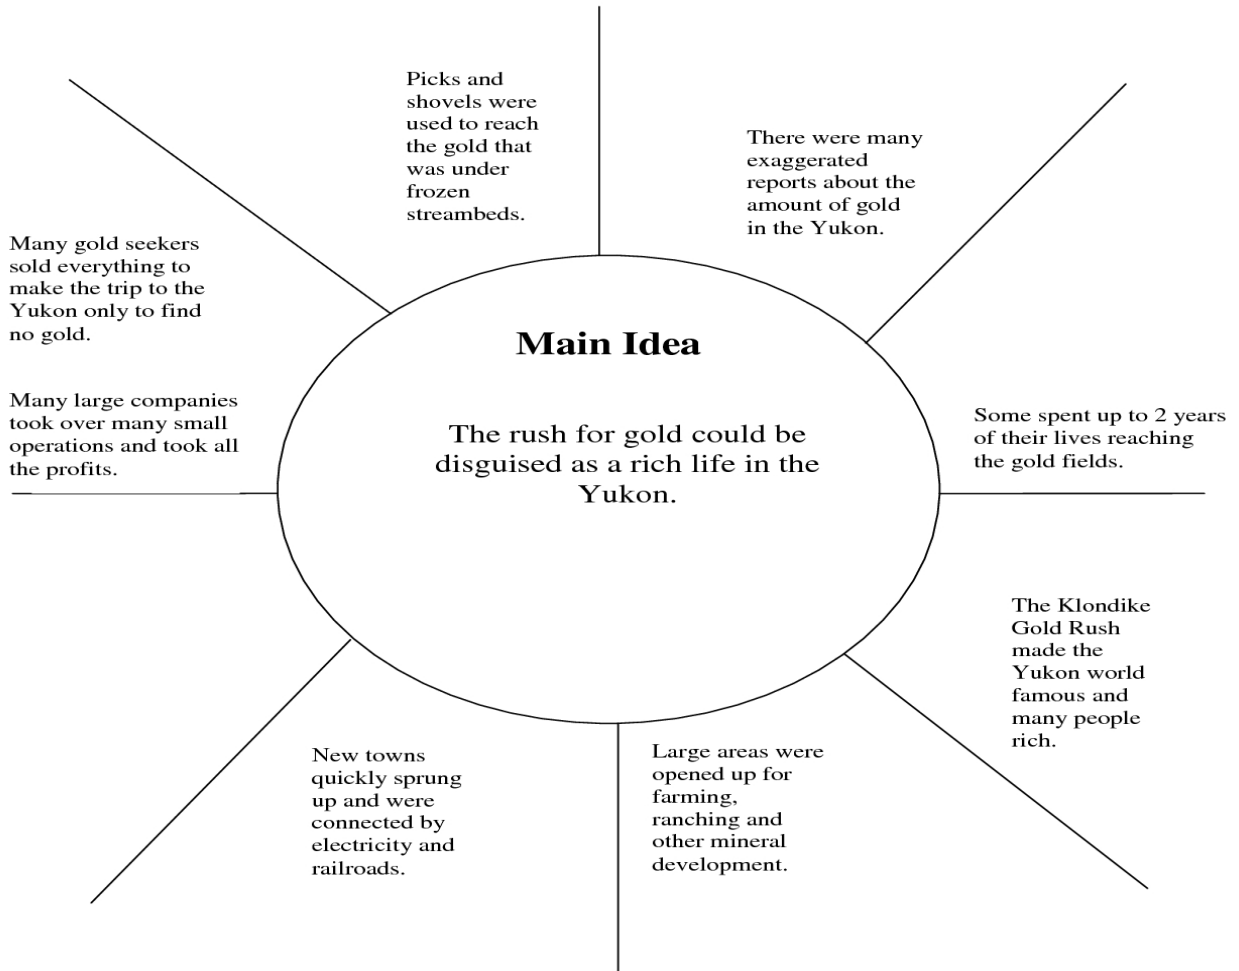 Picks and
shovels were
used to reach
the gold that
was under
frozen
streambeds.
There were many
exaggerated
reports about the
amount of gold
in the Yukon.
Many gold seekers
sold everything to
make the trip to the
Yukon only to find
no gold.
Main Idea
The rush for gold could be
disguised as a rich life in the
Yukon.
Many large companies
took over many small
operations and took all
the profits.
Some spent up to 2 years
of their lives reaching
the gold fields.
The Klondike
Gold Rush
made the
Yukon world
famous and
many people
rich.
New towns
quickly sprung
up and were
connected by
electricity and
railroads.
Large areas were
opened up for
farming,
ranching and
other mineral
development.